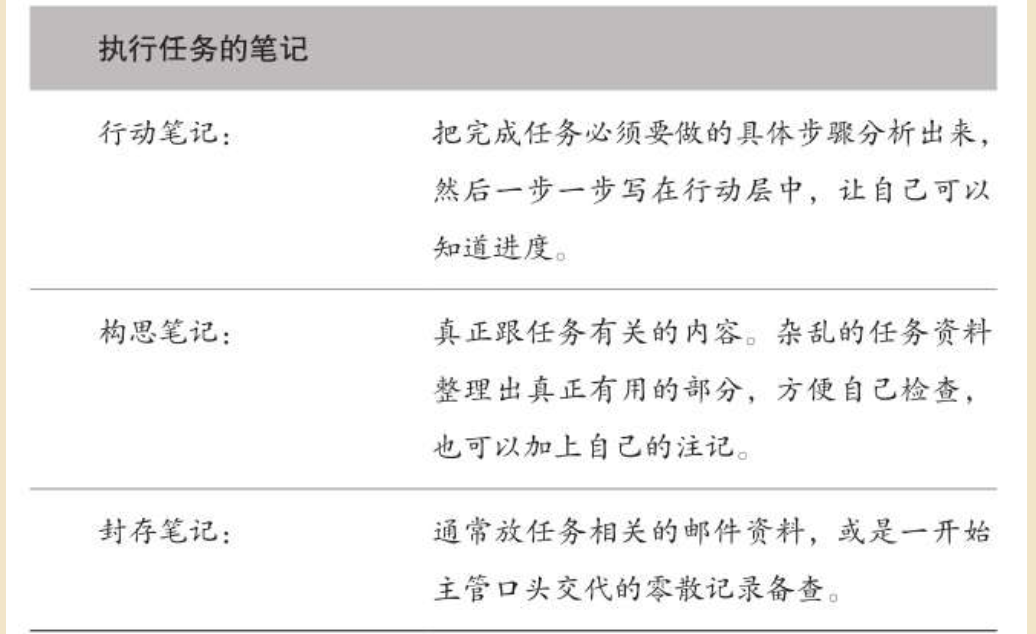 执行任务的笔记
行动笔记：
把完成任务必须要做的具体步骤分析出来，
然后一步一步写在行动层中，让自己可以
知道进度。
构思笔记：
真正跟任务有关的内容。杂乱的任务资料
整理出真正有用的部分，方便自己检查，
也可以加上自己的注记。
封存笔记：
通常放任务相关的邮件资料，或是一开始
主管口头交代的零散记录备查。